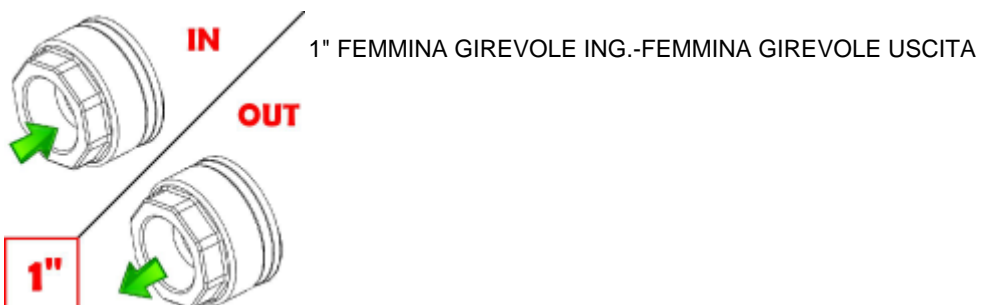 IN
1" FEMMINA GIREVOLE ING.-FEMMINA GIREVOLE USCITA
OUT
1"